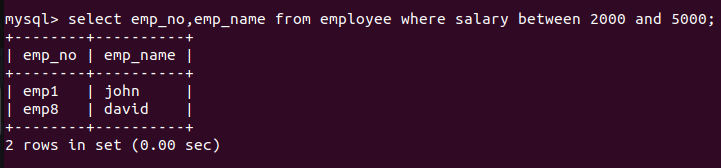 mysql> select emp_no,emp_name from employee where salary between 2000 and 5000;
+--------+----------+
| emp_no | emp_name |
+--------+----------+
| emp1   | john     |
| emp8   | david    |
+--------+----------+
2 rows in set (0.00 sec)